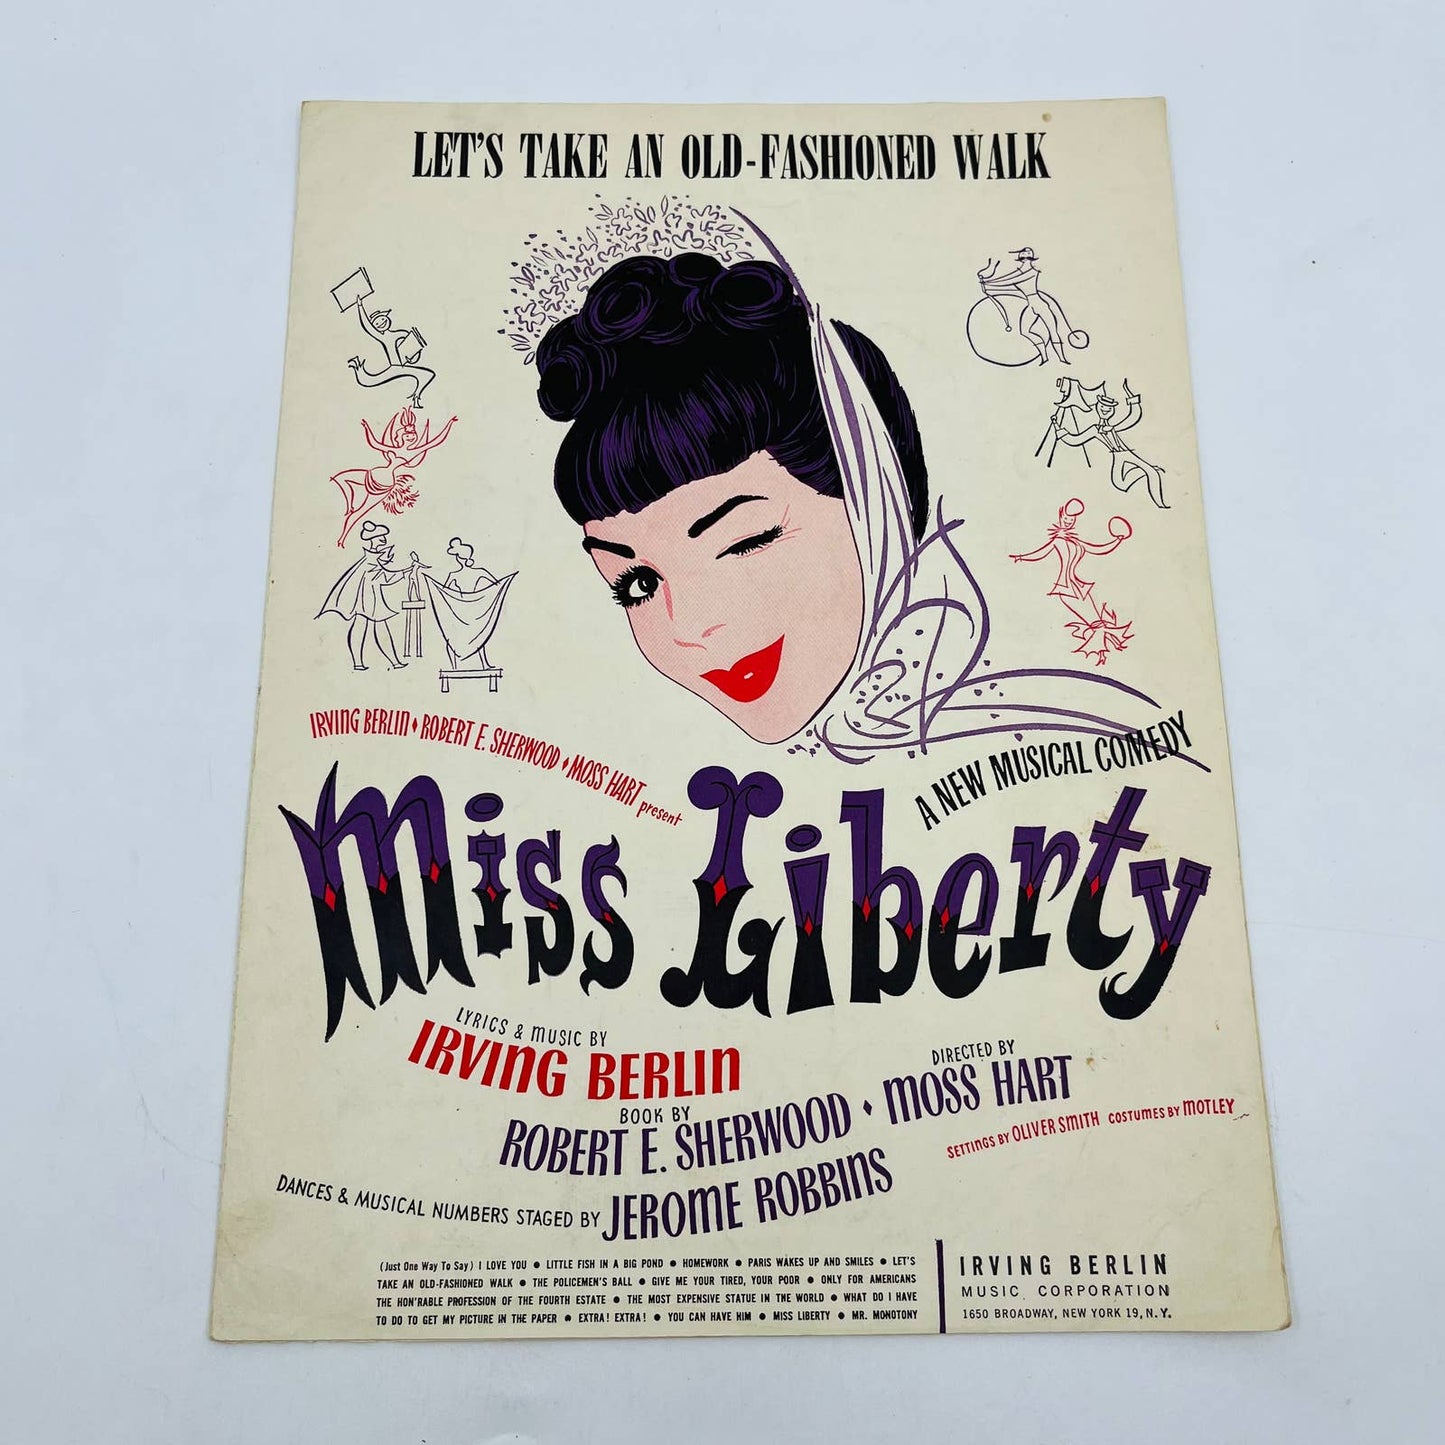 LET'S TAKE AN OLD-FASHIONED WALK
IRVING BERLIN ♦ ROBERT E. SHERWOOD ♦ MOSS HART present
A NEW MUSICAL COMEDY
Miss Liberty
LYRICS & MUSIC BY
IRVING BERLIN
BOOK BY
ROBERT E. SHERWOOD ♦
DIRECTED BY
MOSS HART
SETTINGS BY OLIVER SMITH COSTUMES BY MOTLEY
DANCES & MUSICAL NUMBERS STAGED BY JEROME ROBBINS
(Just One Way To Say) I LOVE YOU ● LITTLE FISH IN A BIG POND ● HOMEWORK ● PARIS WAKES UP AND SMILES ● LET'S
TAKE AN OLD-FASHIONED WALK ● THE POLICEMEN'S BALL ● GIVE ME YOUR TIRED, YOUR POOR ● ONLY FOR AMERICANS
THE HON'RABLE PROFESSION OF THE FOURTH ESTATE ● THE MOST EXPENSIVE STATUE IN THE WORLD ● WHAT DO I HAVE
TO DO TO GET MY PICTURE IN THE PAPER ● EXTRA! EXTRA! ● YOU CAN HAVE HIM ● MISS LIBERTY ● MR. MONOTONY
IRVING BERLIN
MUSIC CORPORATION
1650 BROADWAY, NEW YORK 19, N.Y.